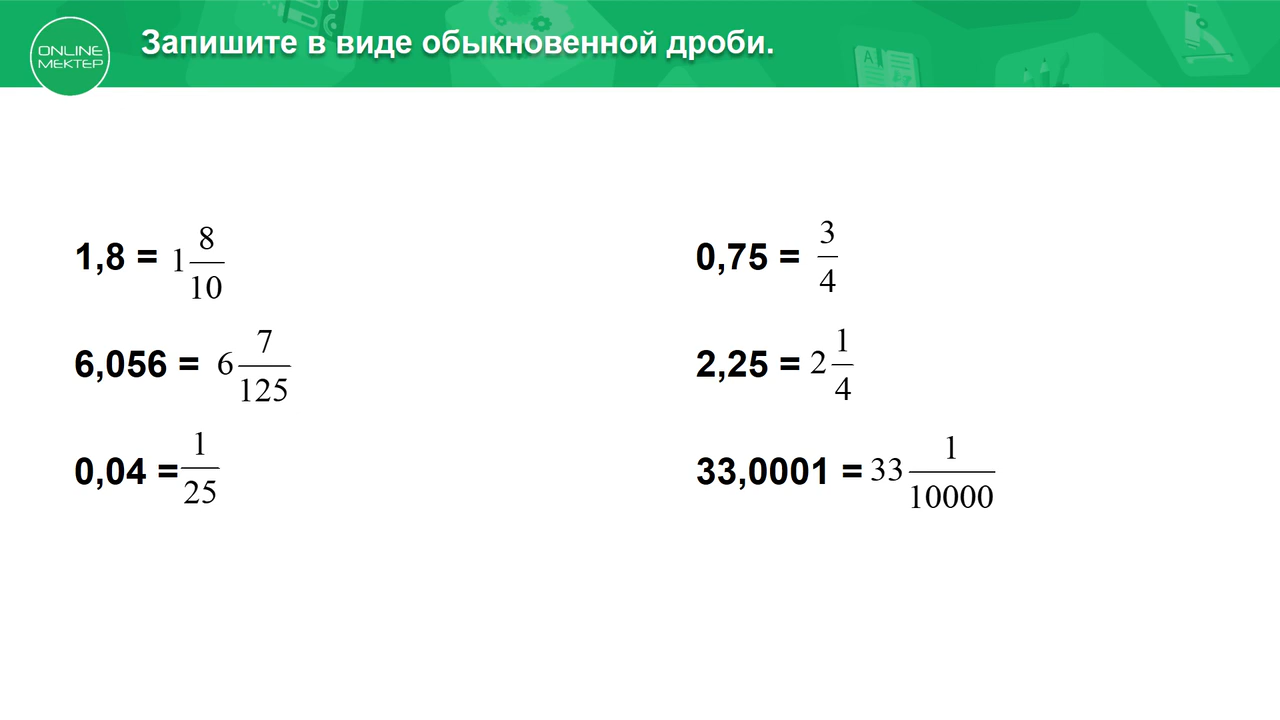 ONLINE
МЕКТЕР
Запишите в виде обыкновенной дроби.
1,8 = 1 8/10
0,75 = 3/4
6,056 = 6 7/125
2,25 = 2 1/4
0,04 = 1/25
33,0001 = 33 1/10000